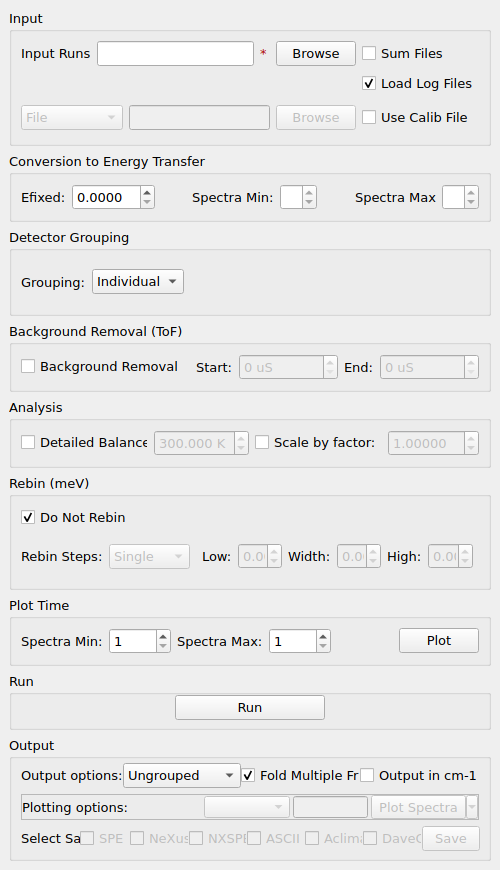 Input
Input Runs * Browse Sum Files
Load Log Files
File Browse Use Calib File
Conversion to Energy Transfer
Efixed: 0.0000 Spectra Min: Spectra Max
Detector Grouping
Grouping: Individual
Background Removal (ToF)
Background Removal Start: 0 uS End: 0 uS
Analysis
Detailed Balance 300.000 K Scale by factor: 1.00000
Rebin (meV)
Do Not Rebin
Rebin Steps: Single Low: 0.0 Width: 0.0 High: 0.0
Plot Time
Spectra Min: 1 Spectra Max: 1 Plot
Run
Run
Output
Output options: Ungrouped Fold Multiple Fr Output in cm-1
Plotting options: Plot Spectra
Select Sa SPE NeXus NXSPE ASCII Aclima DaveG Save